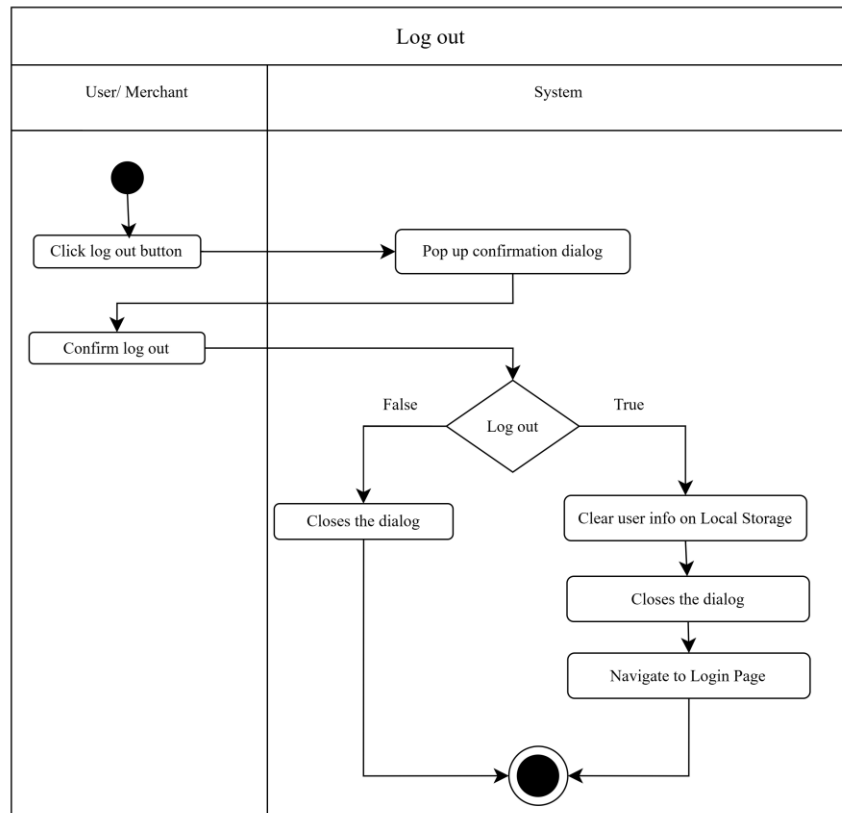 Log out
User/ Merchant
System
Click log out button
Pop up confirmation dialog
Confirm log out
False
True
Log out
Closes the dialog
Clear user info on Local Storage
Closes the dialog
Navigate to Login Page